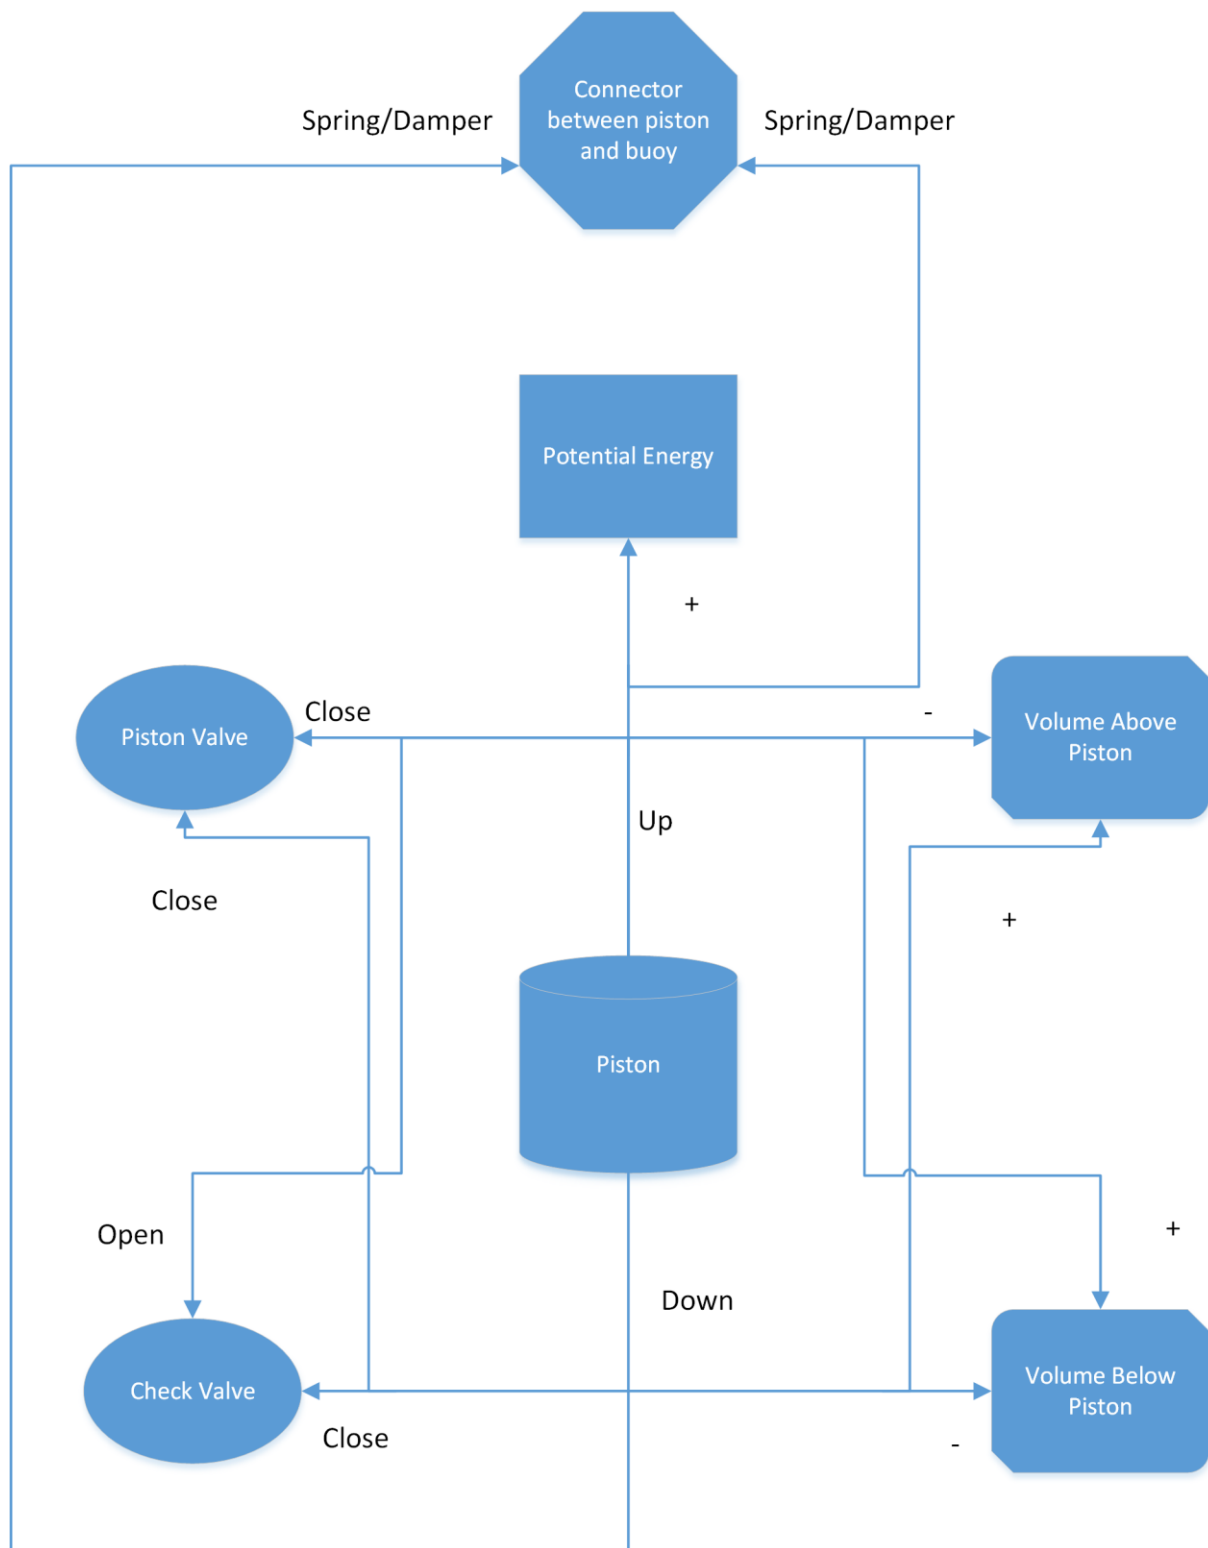 Connector
between piston
and buoy
Spring/Damper
Spring/Damper
Potential Energy
+
Close
-
Piston Valve
Volume Above
Piston
Up
Close
+
Piston
Open
+
Down
Check Valve
Volume Below
Piston
Close
-